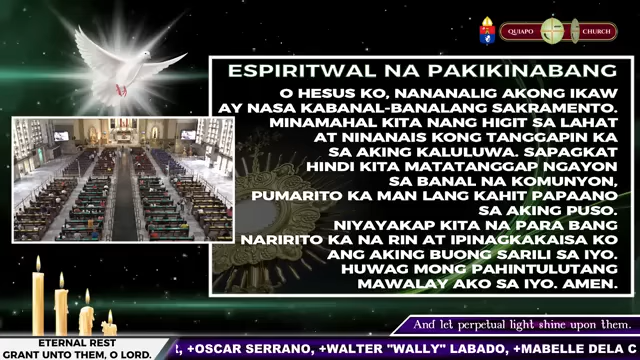 QUIAPO CHURCH
ESPIRITWAL NA PAKIKINABANG
O HESUS KO, NANANALIG AKONG IKAW
AY NASA KABANAL-BANALANG SAKRAMENTO.
MINAMAHAL KITA NANG HIGIT SA LAHAT
AT NINANAIS KONG TANGGAPIN KA
SA AKING KALULUWA. SAPAGKAT
HINDI KITA MATATANGGAP NGAYON
SA BANAL NA KOMUNYON,
PUMARITO KA MAN LANG KAHIT PAPAANO
SA AKING PUSO.
NIYAYAKAP KITA NA PARA BANG
NARIRITO KA NA RIN AT IPINAGKAKAISA KO
ANG AKING BUONG SARILI SA IYO.
HUWAG MONG PAHINTULUTANG
MAWALAY AKO SA IYO. AMEN.
And let perpetual light shine upon them.
ETERNAL REST
GRANT UNTO THEM, O LORD.
, +OSCAR SERRANO, +WALTER "WALLY" LABADO, +MABELLE DELA C